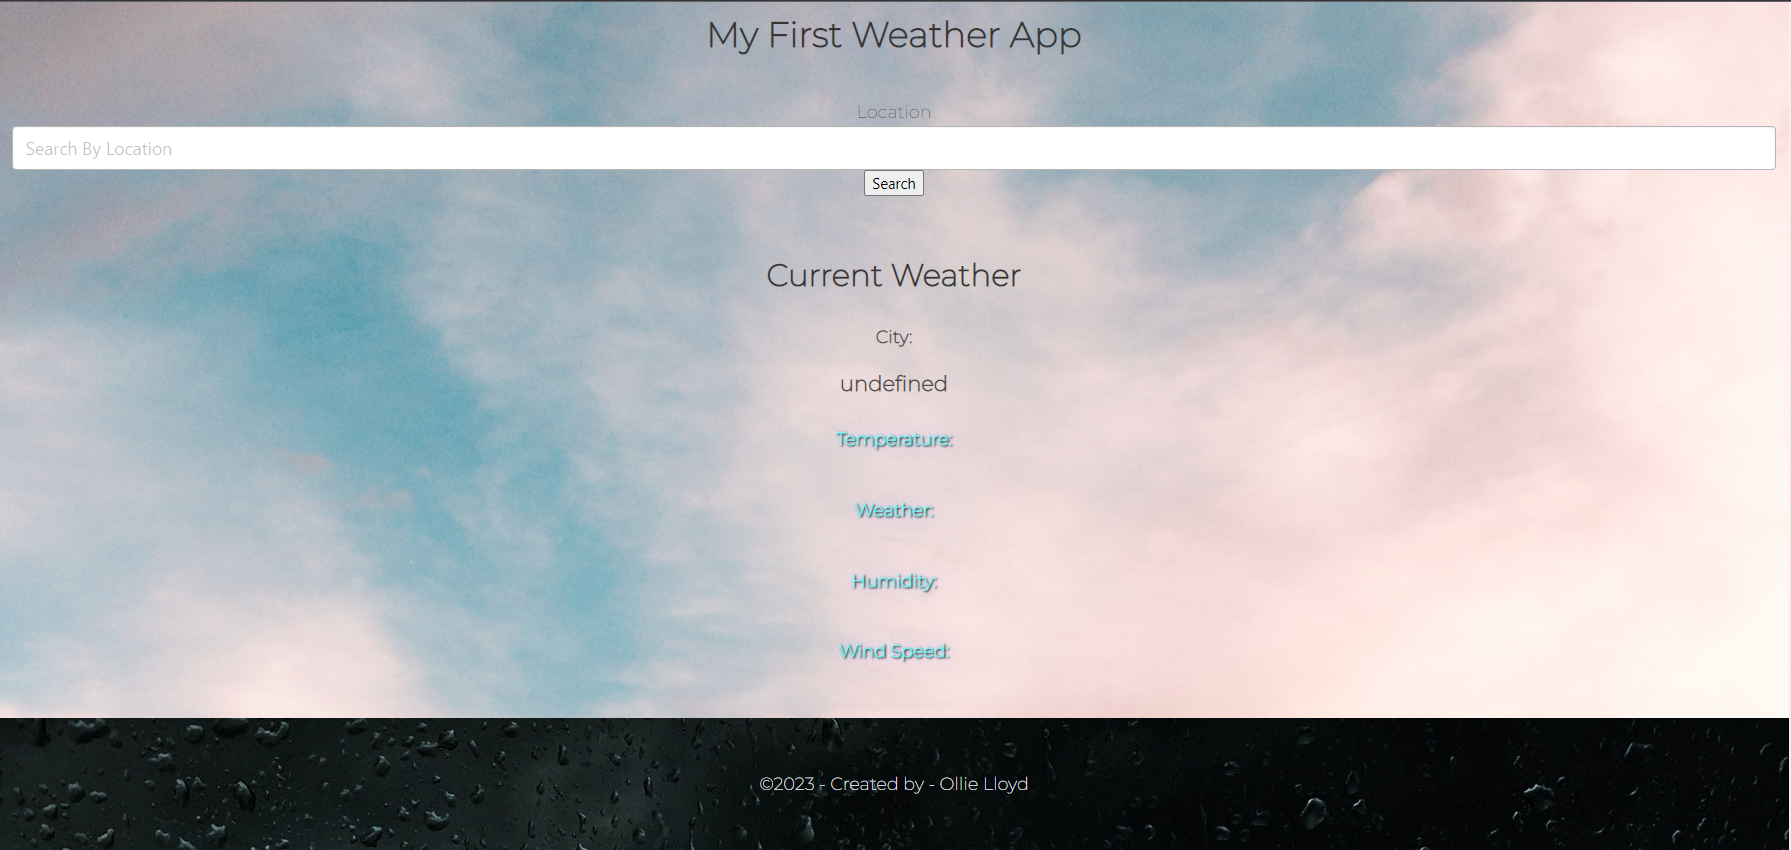 My First Weather App
Location
Search By Location
Search
Current Weather
City:
undefined
Temperature:
Weather:
Humidity:
Wind Speed:
©2023 - Created by - Ollie Lloyd